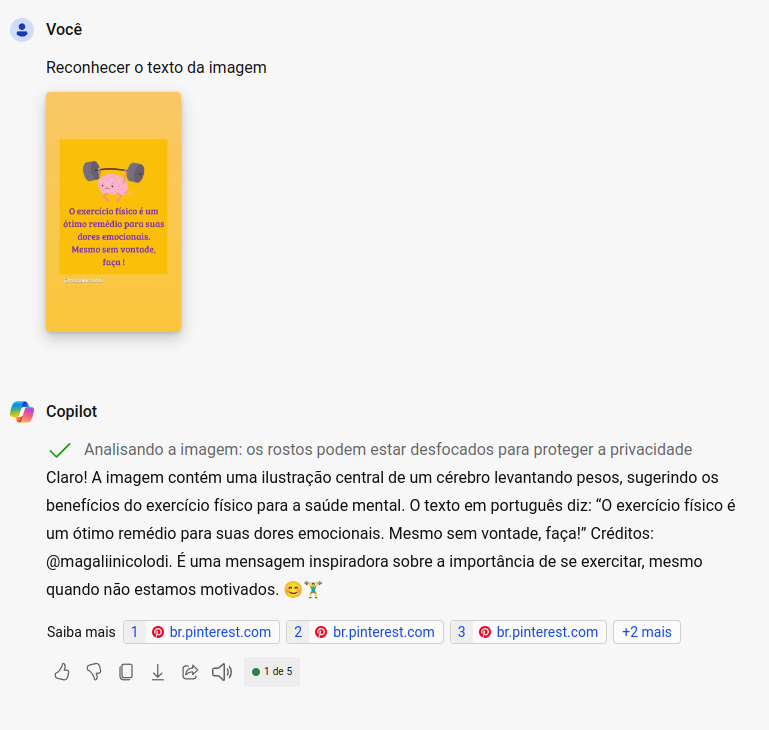 Você
Reconhecer o texto da imagem
O exercício físico é um
ótimo remédio para suas
dores emocionais.
Mesmo sem vontade,
faça !
Copilot
Analisando a imagem: os rostos podem estar desfocados para proteger a privacidade
Claro! A imagem contém uma ilustração central de um cérebro levantando pesos, sugerindo os
benefícios do exercício físico para a saúde mental. O texto em português diz: “O exercício físico é
um ótimo remédio para suas dores emocionais. Mesmo sem vontade, faça!” Créditos:
@magaliinicolodi. É uma mensagem inspiradora sobre a importância de se exercitar, mesmo
quando não estamos motivados. 😊🏋️‍♂️
Saiba mais 1 br.pinterest.com 2 br.pinterest.com 3 br.pinterest.com +2 mais
1 de 5